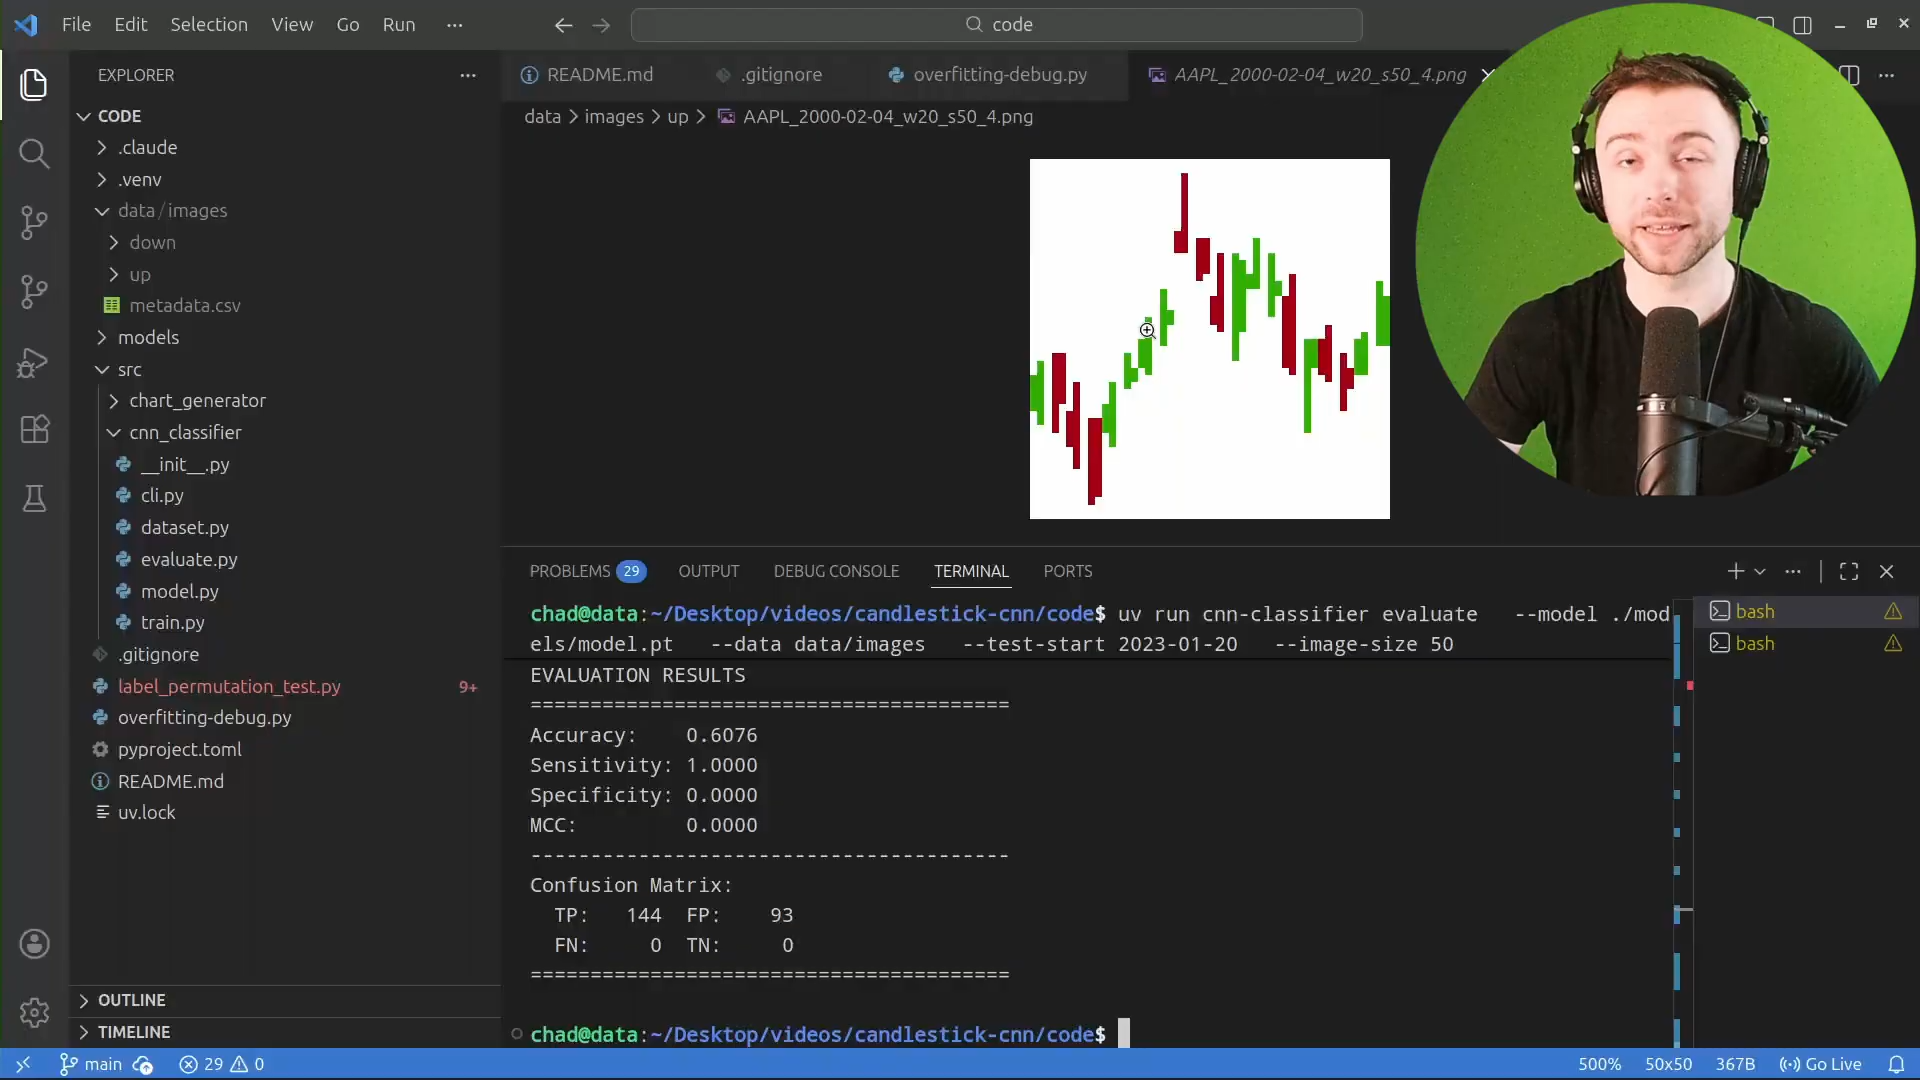 File Edit Selection View Go Run ···
code
EXPLORER ···
CODE
.claude
.venv
data/images
down
up
metadata.csv
models
src
chart_generator
cnn_classifier
__init__.py
cli.py
dataset.py
evaluate.py
model.py
train.py
.gitignore
label_permutation_test.py 9+
overfitting-debug.py
pyproject.toml
README.md
uv.lock
OUTLINE
TIMELINE
README.md .gitignore overfitting-debug.py AAPL_2000-02-04_w20_s50_4.png
data > images > up > AAPL_2000-02-04_w20_s50_4.png
PROBLEMS 29 OUTPUT DEBUG CONSOLE TERMINAL PORTS
chad@data:~/Desktop/videos/candlestick-cnn/code$ uv run cnn-classifier evaluate --model ./mod
els/model.pt --data data/images --test-start 2023-01-20 --image-size 50
EVALUATION RESULTS
========================================
Accuracy: 0.6076
Sensitivity: 1.0000
Specificity: 0.0000
MCC: 0.0000
----------------------------------------
Confusion Matrix:
TP: 144 FP: 93
FN: 0 TN: 0
========================================
chad@data:~/Desktop/videos/candlestick-cnn/code$
bash
bash
main 29 0
500% 50x50 367B Go Live